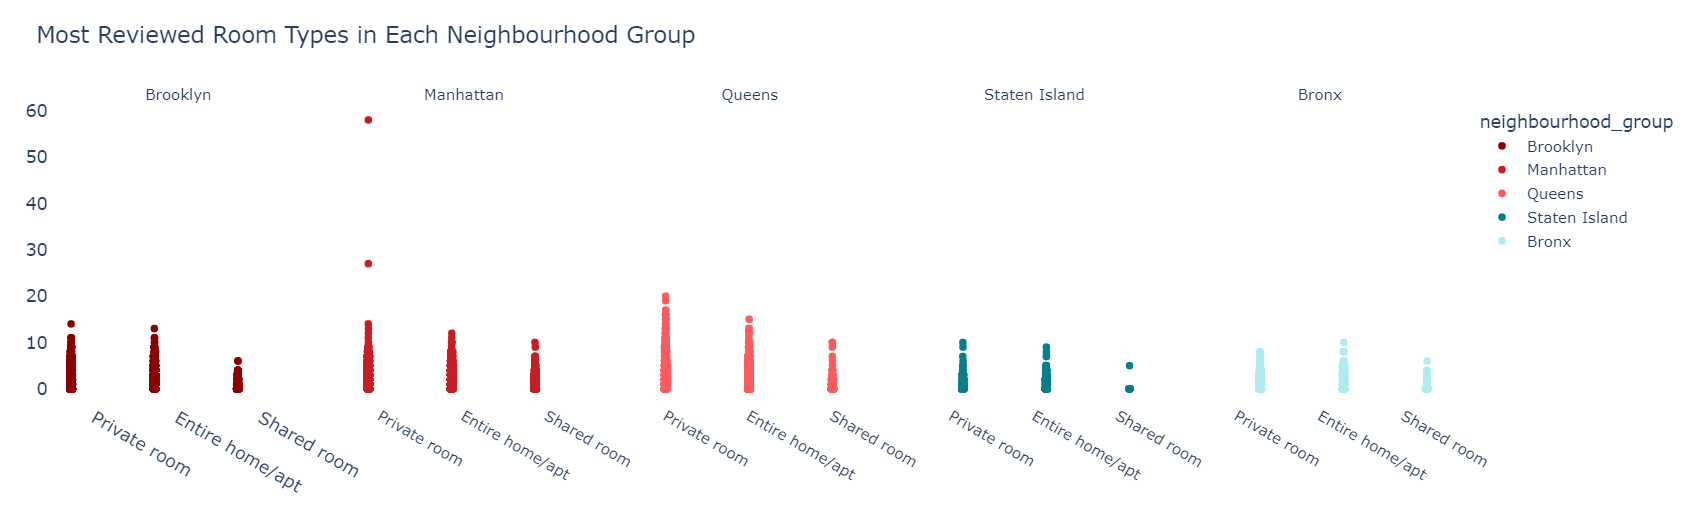 Most Reviewed Room Types in Each Neighbourhood Group
Brooklyn
Manhattan
Queens
Staten Island
Bronx
60
50
40
30
20
10
0
Private room
Entire home/apt
Shared room
Private room
Entire home/apt
Shared room
Private room
Entire home/apt
Shared room
Private room
Entire home/apt
Shared room
Private room
Entire home/apt
Shared room
neighbourhood_group
Brooklyn
Manhattan
Queens
Staten Island
Bronx